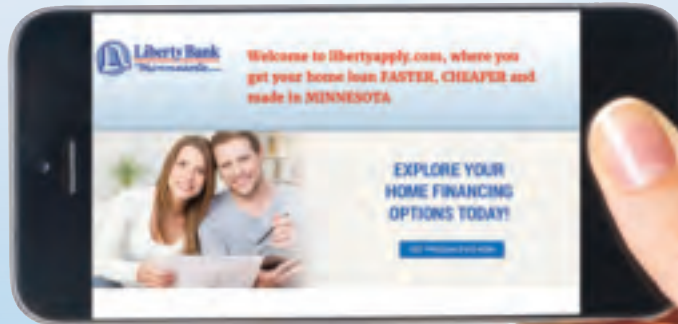 Liberty Bank
Minnesota
Welcome to libertyapply.com, where you
get your home loan FASTER, CHEAPER and
made in MINNESOTA
EXPLORE YOUR
HOME FINANCING
OPTIONS TODAY!